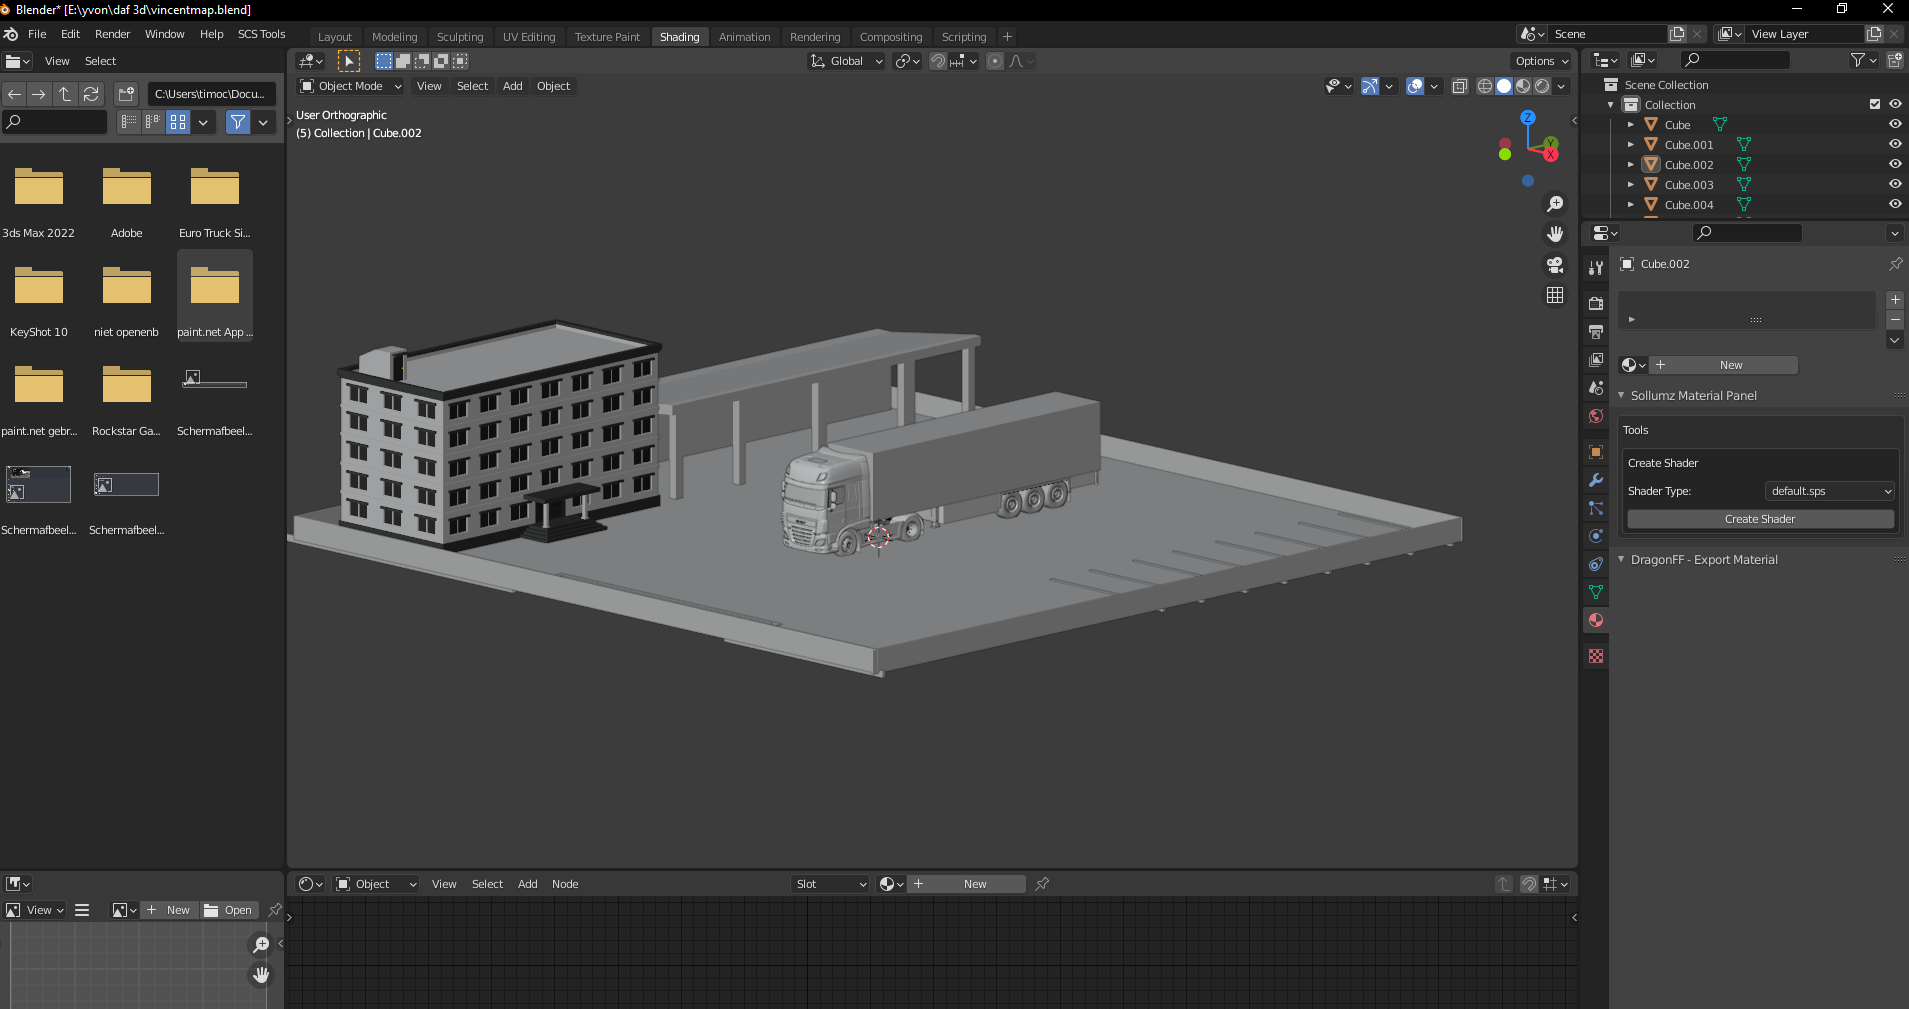 Blender* [E:\yvon\daf 3d\vincentmap.blend]
File Edit Render Window Help SCS Tools
Layout Modeling Sculpting UV Editing Texture Paint Shading Animation Rendering Compositing Scripting +
Scene
View Layer
View Select
C:\Users\timoc\Docu...
3ds Max 2022
Adobe
Euro Truck Si...
KeyShot 10
niet openenb
paint.net App ...
paint.net gebr...
Rockstar Ga...
Schermafbeel...
Schermafbeel...
Schermafbeel...
Global
Options
Object Mode View Select Add Object
User Orthographic
(5) Collection | Cube.002
Z
Y
X
Scene Collection
Collection
Cube
Cube.001
Cube.002
Cube.003
Cube.004
Cube.002
New
Sollumz Material Panel
Tools
Create Shader
Shader Type: default.sps
Create Shader
DragonFF - Export Material
View New Open
Object View Select Add Node Slot New